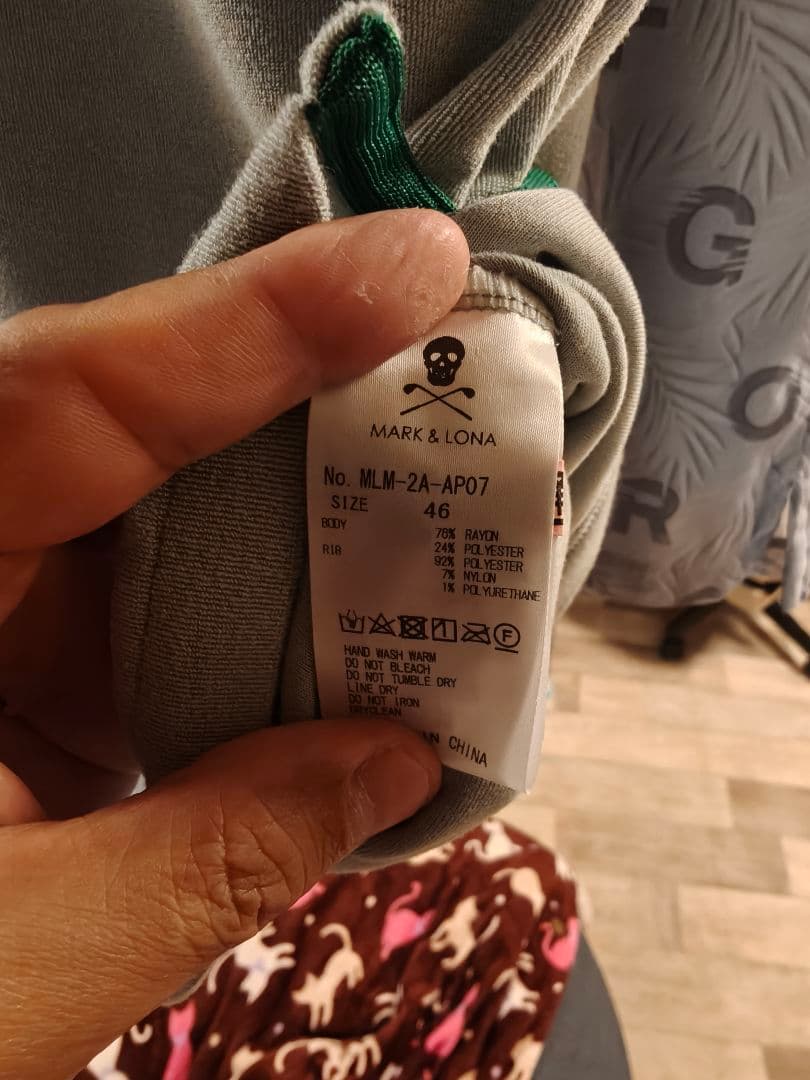 MARK & LONA
No. MLM-2A-AP07
SIZE 46
BODY 76% RAYON
24% POLYESTER
RIB 92% POLYESTER
7% NYLON
1% POLYURETHANE
F
HAND WASH WARM
DO NOT BLEACH
DO NOT TUMBLE DRY
LINE DRY
DO NOT IRON
DRYCLEAN
IN CHINA
G
O
R